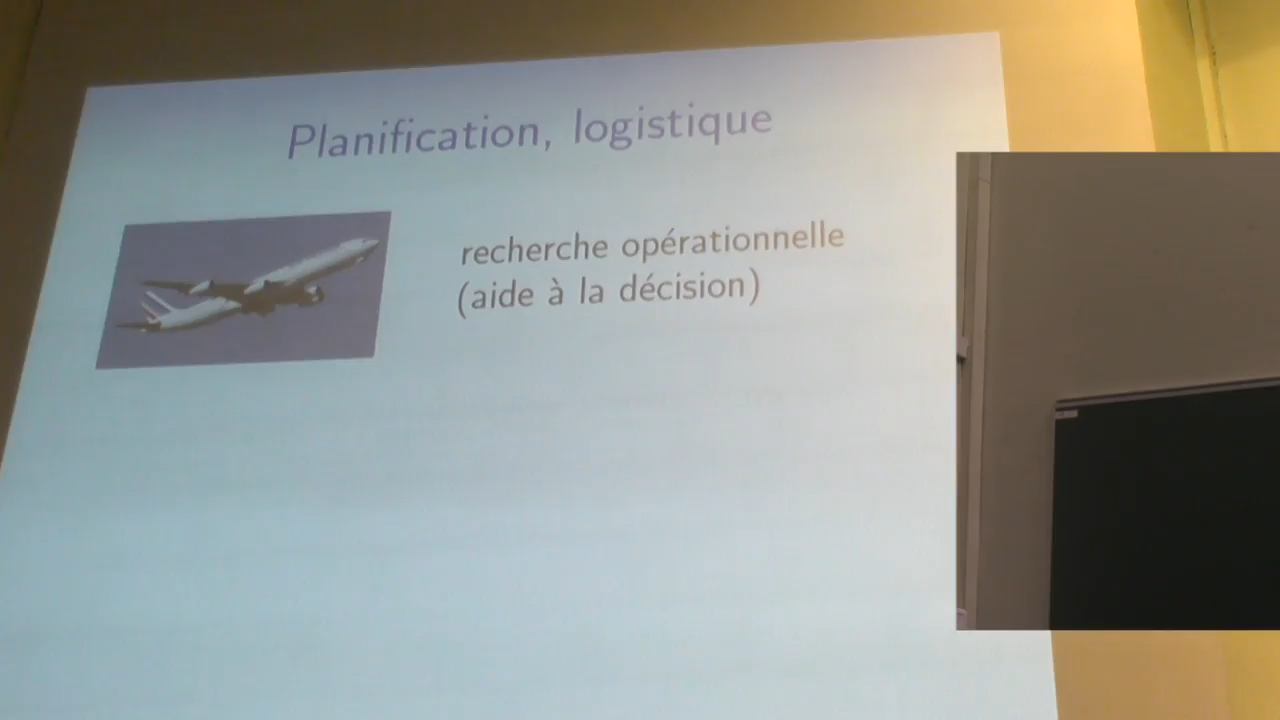 Planification, logistique
recherche opérationnelle
(aide à la décision)